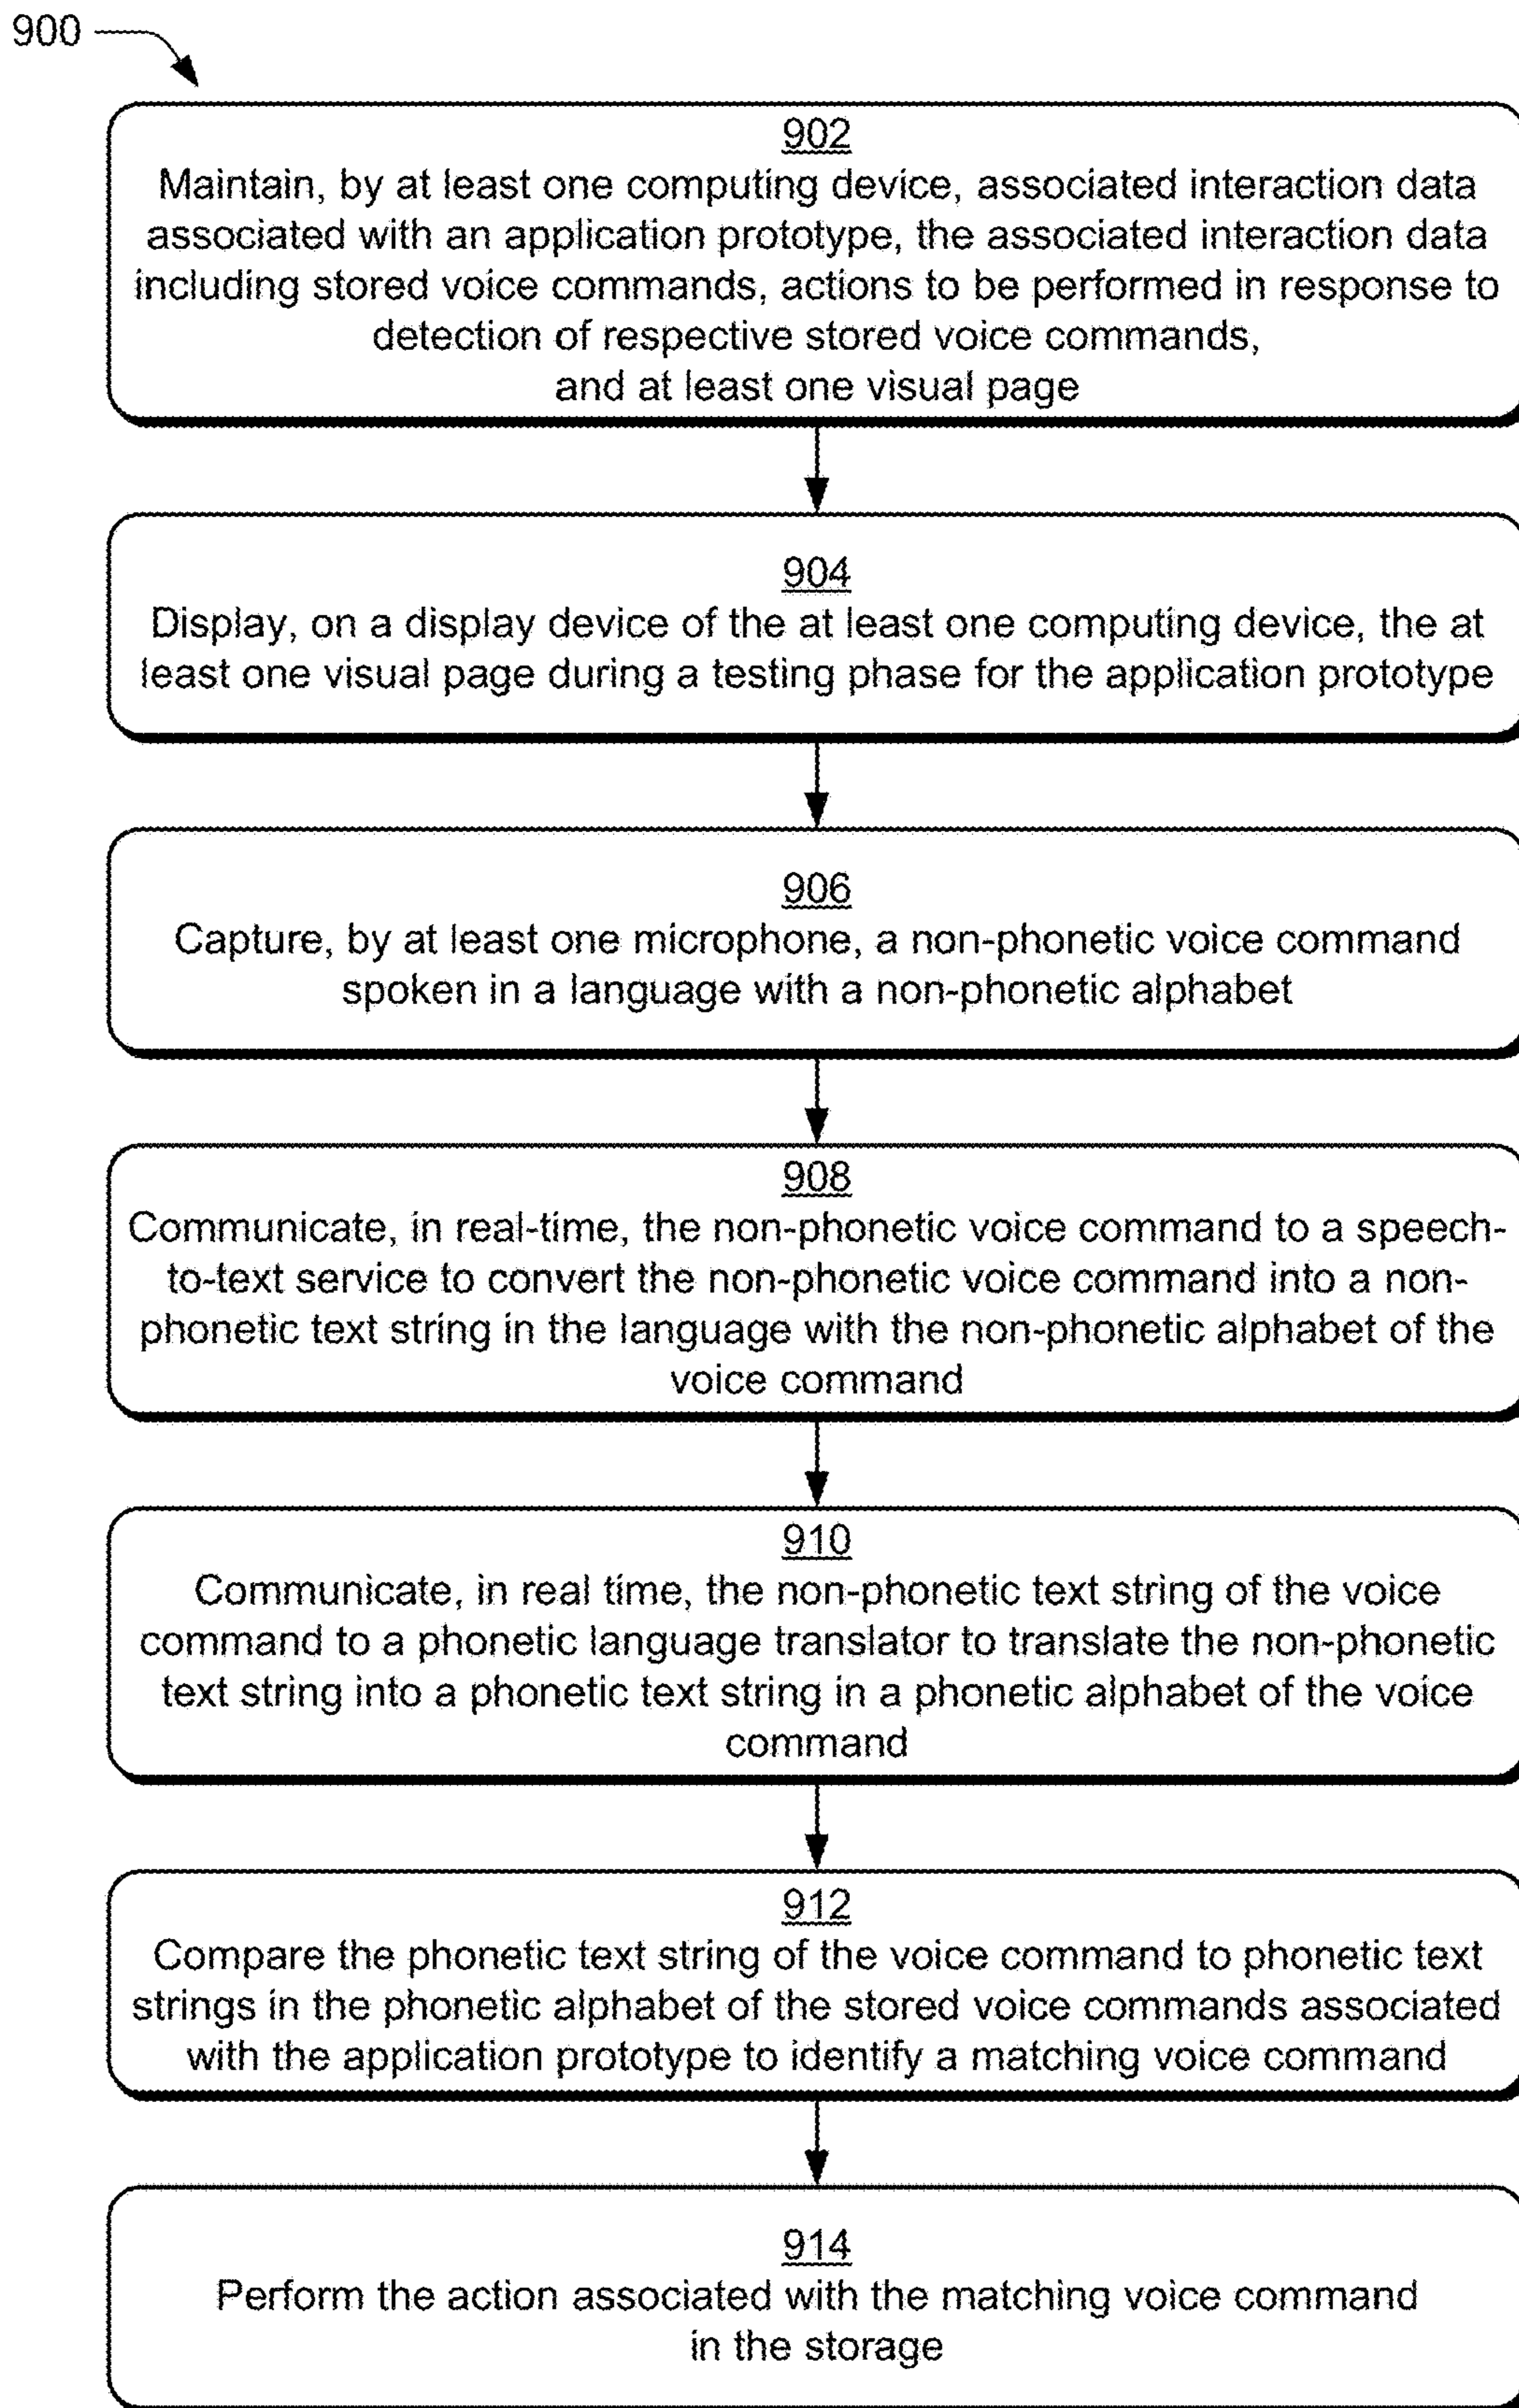 900
902
Maintain, by at least one computing device, associated interaction data
associated with an application prototype, the associated interaction data
including stored voice commands, actions to be performed in response to
detection of respective stored voice commands,
and at least one visual page
904
Display, on a display device of the at least one computing device, the at
least one visual page during a testing phase for the application prototype
906
Capture, by at least one microphone, a non-phonetic voice command
spoken in a language with a non-phonetic alphabet
908
Communicate, in real-time, the non-phonetic voice command to a speech-
to-text service to convert the non-phonetic voice command into a non-
phonetic text string in the language with the non-phonetic alphabet of the
voice command
910
Communicate, in real time, the non-phonetic text string of the voice
command to a phonetic language translator to translate the non-phonetic
text string into a phonetic text string in a phonetic alphabet of the voice
command
912
Compare the phonetic text string of the voice command to phonetic text
strings in the phonetic alphabet of the stored voice commands associated
with the application prototype to identify a matching voice command
914
Perform the action associated with the matching voice command
in the storage